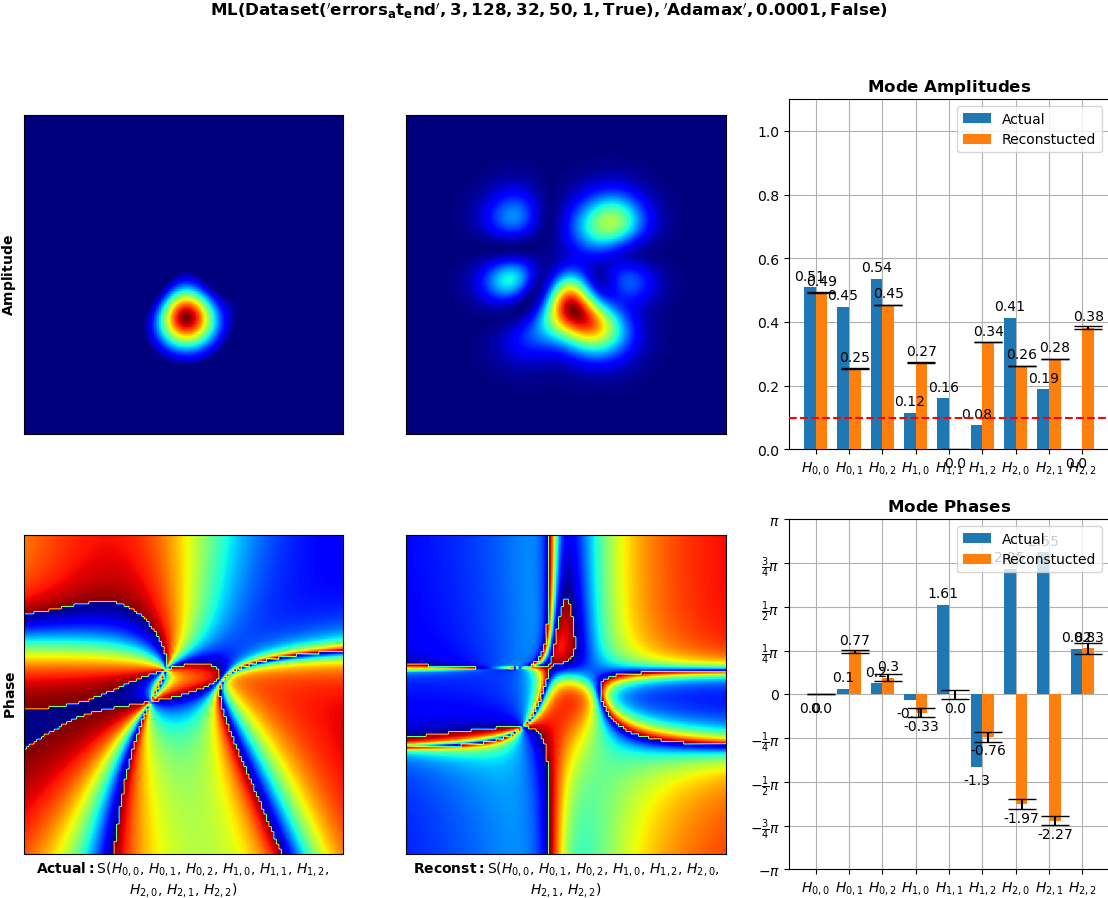 ML(Dataset('errors_at_end', 3, 128, 32, 50, 1, True), 'Adamax', 0.0001, False)
Amplitude
Mode Amplitudes
Actual
Reconstucted
1.0
0.8
0.6
0.4
0.2
0.0
0.51 0.49 0.45 0.25 0.54 0.45 0.12 0.27 0.16 0.0 0.08 0.34 0.41 0.26 0.19 0.28 0.0 0.38
H0,0 H0,1 H0,2 H1,0 H1,1 H1,2 H2,0 H2,1 H2,2
Phase
Mode Phases
Actual
Reconstucted
π
3/4π
1/2π
1/4π
0
−1/4π
−1/2π
−3/4π
−π
0.0 0.0 0.1 0.77 0.3 -0.33 1.61 0.0 -1.3 -0.76 -1.97 -2.27 0.83
H0,0 H0,1 H0,2 H1,0 H1,1 H1,2 H2,0 H2,1 H2,2
Actual: S(H0,0, H0,1, H0,2, H1,0, H1,1, H1,2,
H2,0, H2,1, H2,2)
Reconst: S(H0,0, H0,1, H0,2, H1,0, H1,2, H2,0,
H2,1, H2,2)